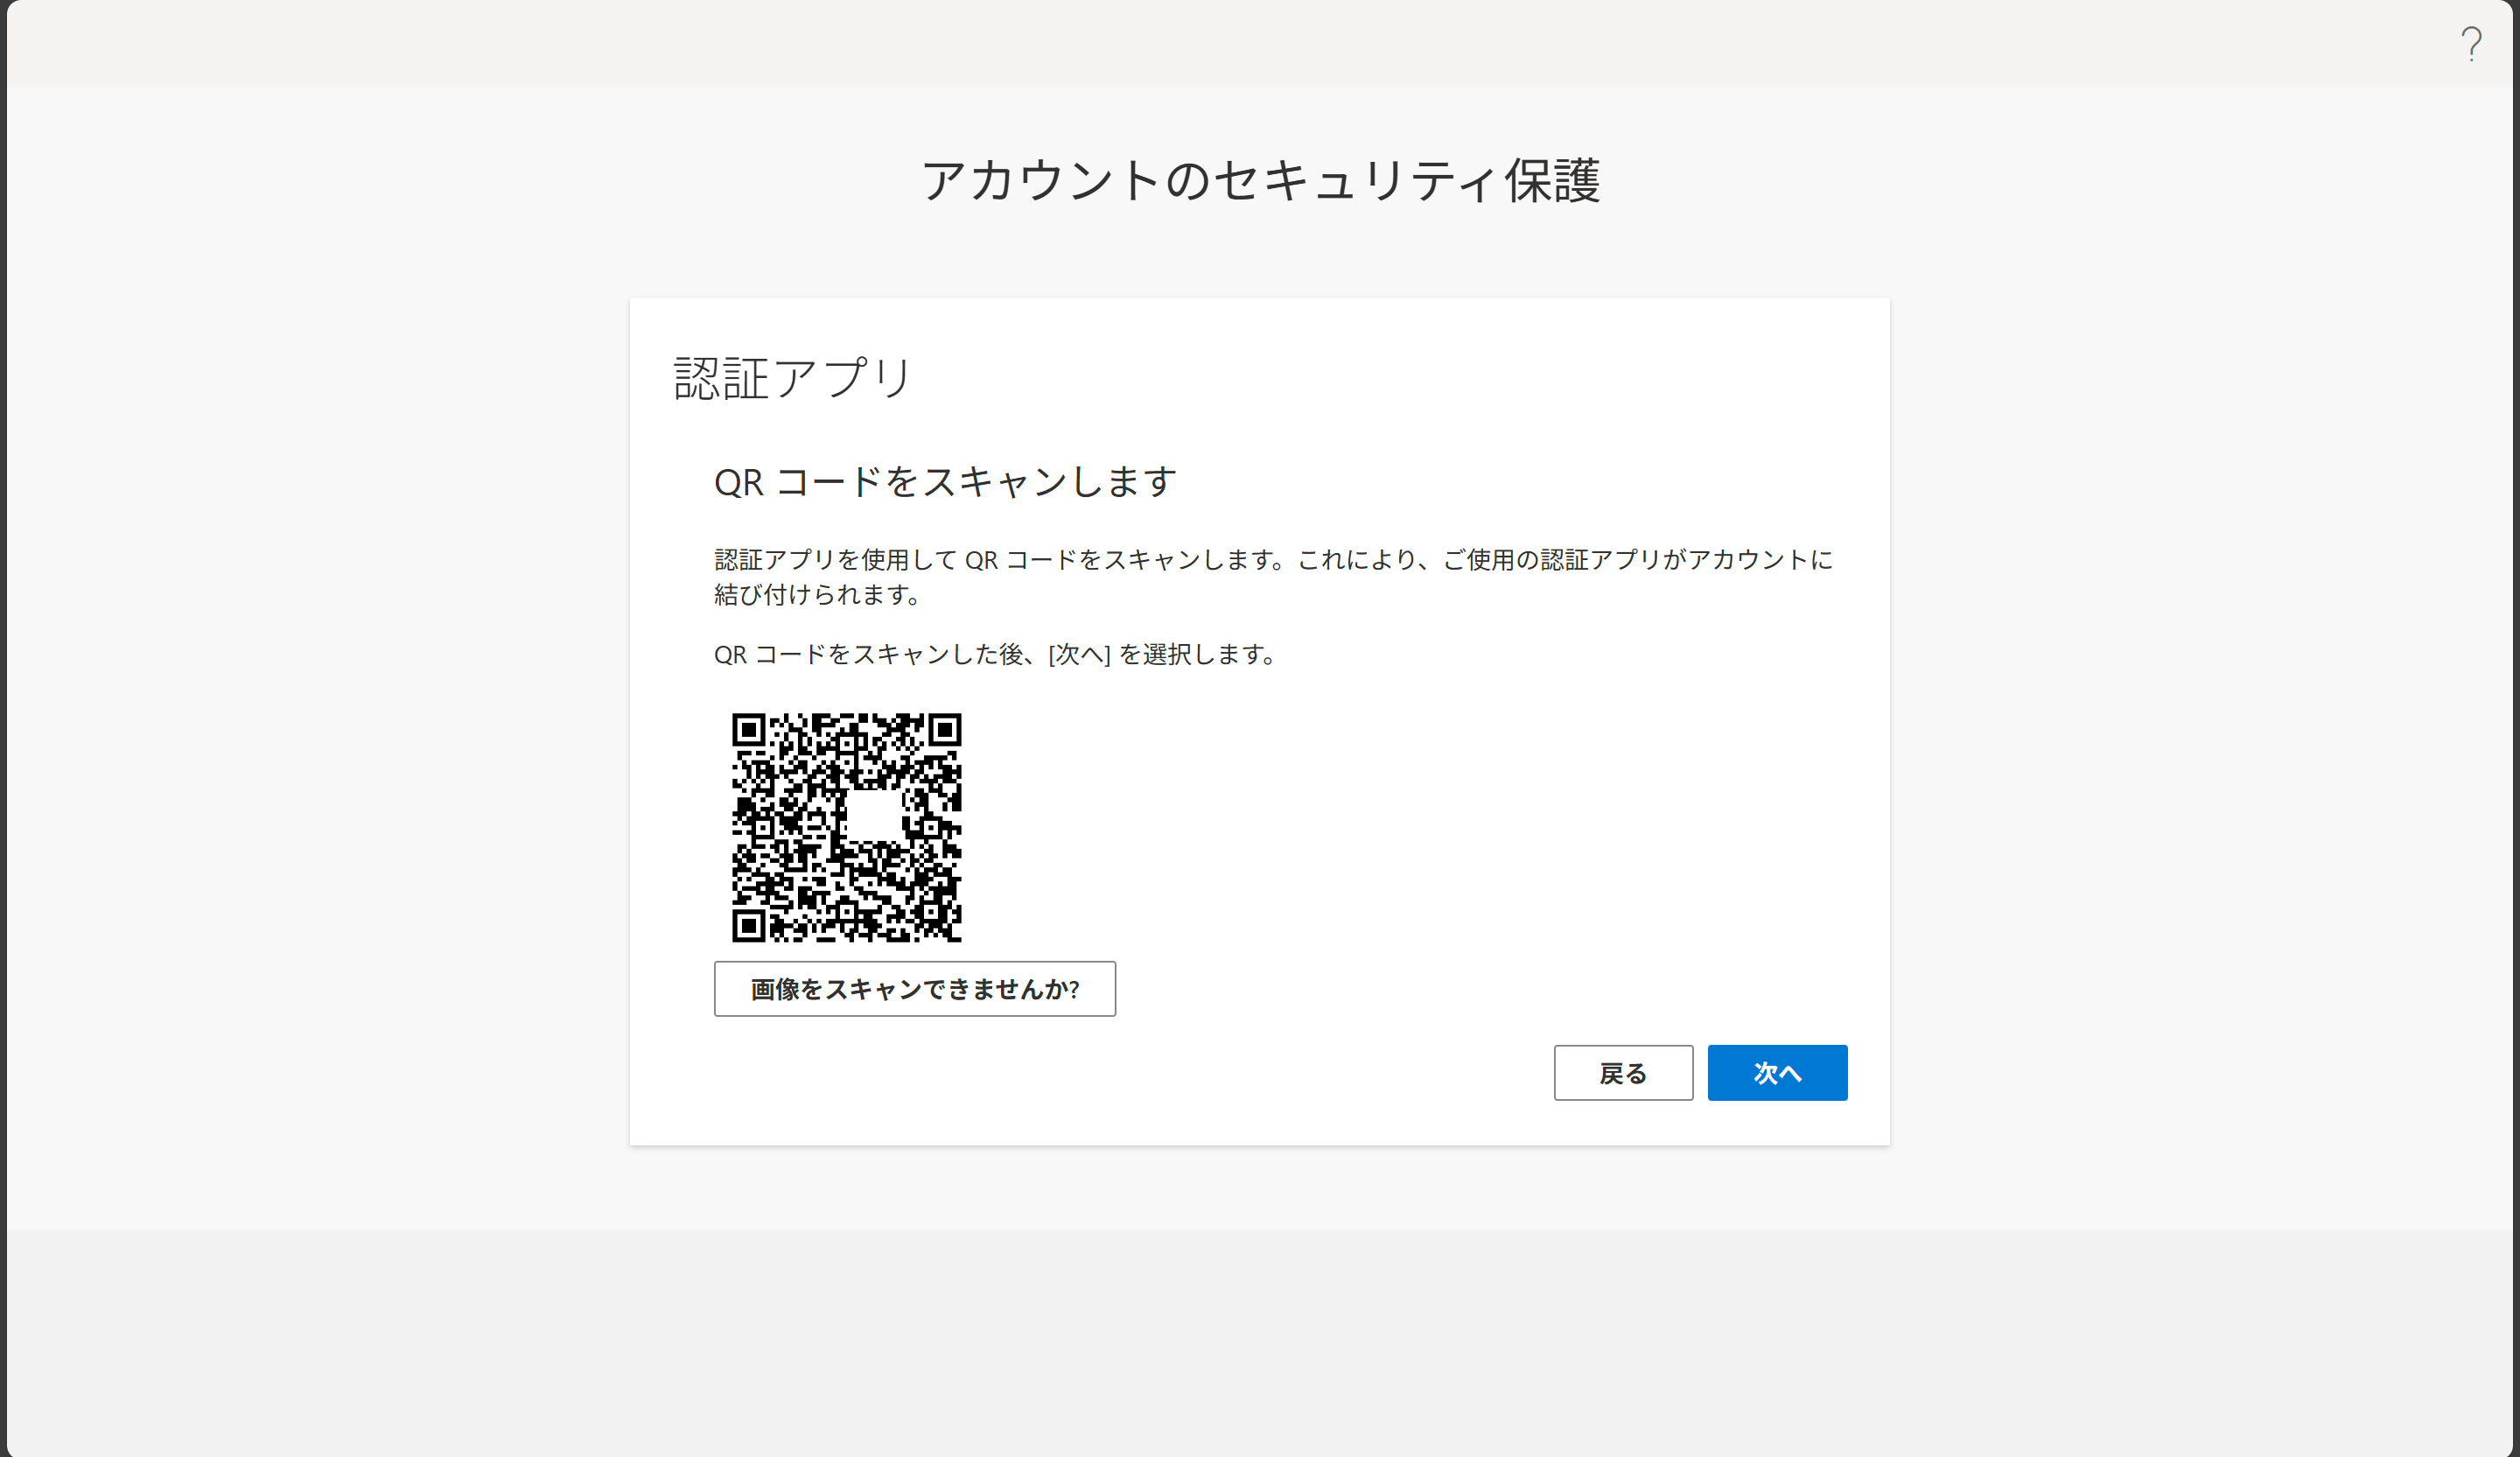 ?
アカウントのセキュリティ保護
認証アプリ
QR コードをスキャンします
認証アプリを使用して QR コードをスキャンします。これにより、ご使用の認証アプリがアカウントに
結び付けられます。
QR コードをスキャンした後、[次へ] を選択します。
画像をスキャンできませんか?
戻る
次へ